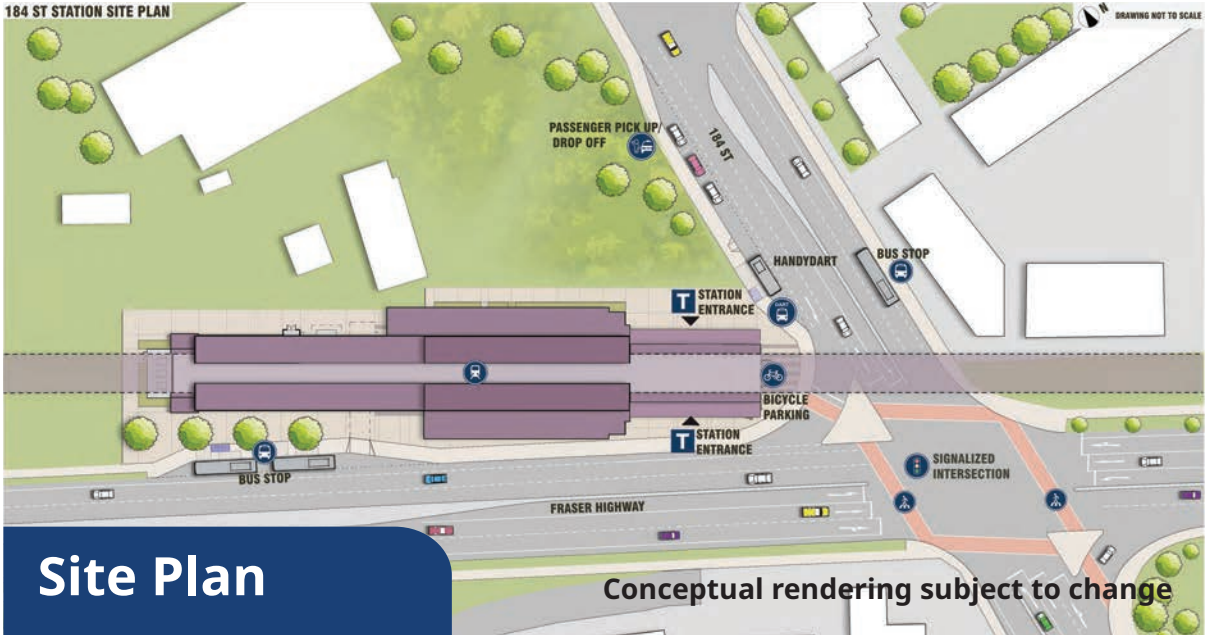 184 ST STATION SITE PLAN
N
DRAWING NOT TO SCALE
PASSENGER PICK UP/
DROP OFF
184 ST
HANDYDART
BUS STOP
DART
T
STATION
ENTRANCE
BICYCLE
PARKING
T
STATION
ENTRANCE
BUS STOP
SIGNALIZED
INTERSECTION
FRASER HIGHWAY
Site Plan
Conceptual rendering subject to change